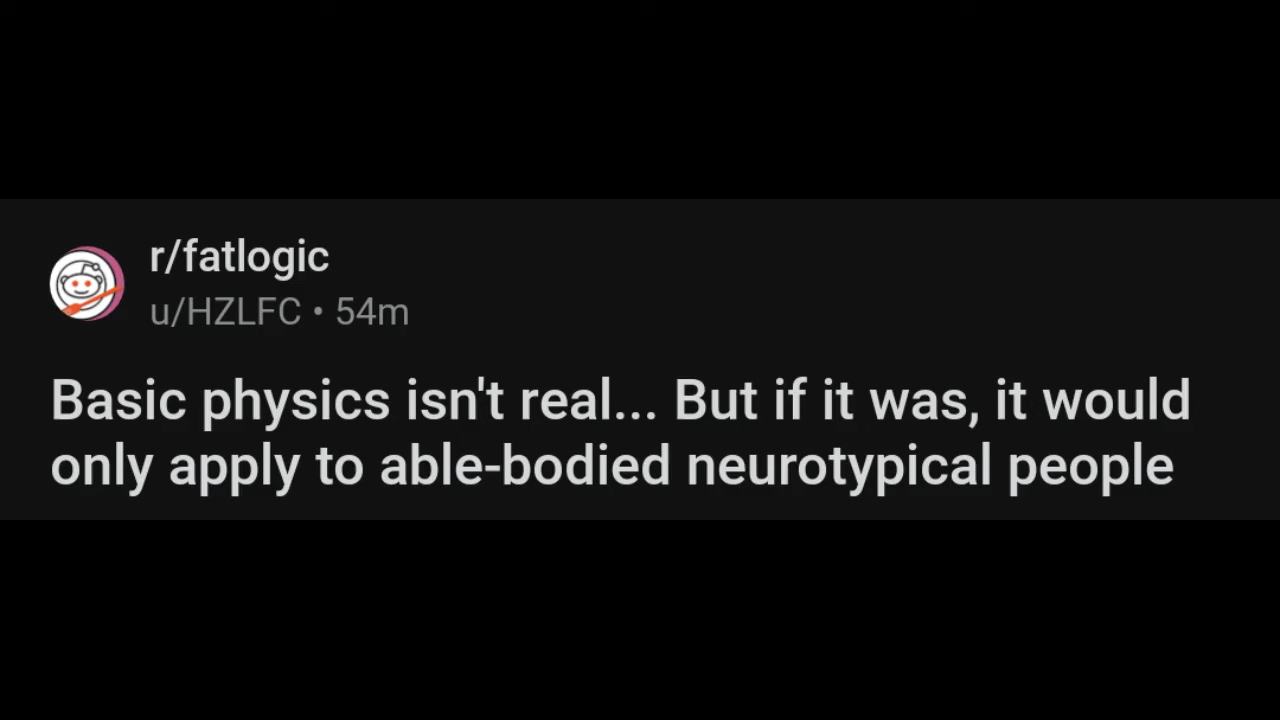 r/fatlogic
u/HZLFC • 54m
Basic physics isn't real... But if it was, it would
only apply to able-bodied neurotypical people